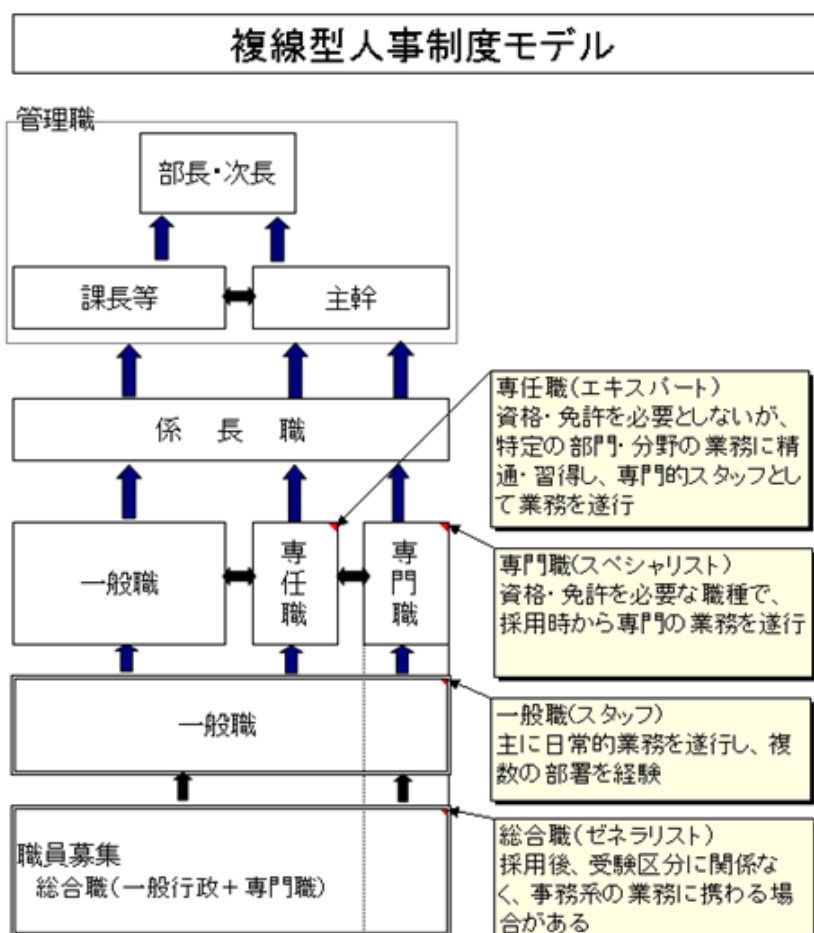 複線型人事制度モデル
管理職
部長・次長
課長等
主幹
係長職
専任職(エキスパート)
資格・免許を必要としないが、
特定の部門・分野の業務に精
通・習得し、専門的スタッフとし
て業務を遂行
一般職
専任職
専門職
専門職(スペシャリスト)
資格・免許を必要な職種で、
採用時から専門の業務を遂行
一般職
一般職(スタッフ)
主に日常的業務を遂行し、複
数の部署を経験
職員募集
総合職(一般行政+専門職)
総合職(ゼネラリスト)
採用後、受験区分に関係な
く、事務系の業務に携わる場
合がある